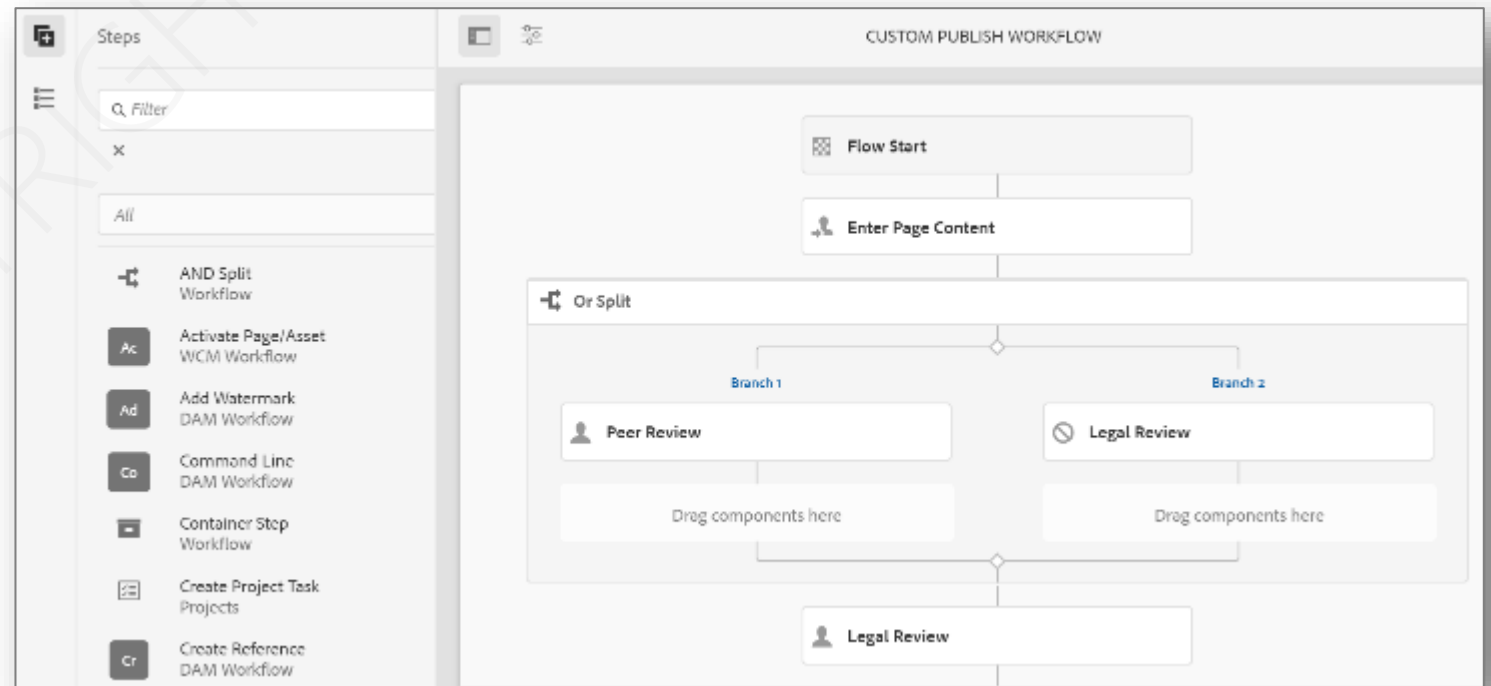 Steps
CUSTOM PUBLISH WORKFLOW
Filter
All
AND Split
Workflow
Ac
Activate Page/Asset
WCM Workflow
Ad
Add Watermark
DAM Workflow
Co
Command Line
DAM Workflow
Container Step
Workflow
Create Project Task
Projects
Cr
Create Reference
DAM Workflow
Flow Start
Enter Page Content
Or Split
Branch 1
Branch 2
Peer Review
Legal Review
Drag components here
Drag components here
Legal Review